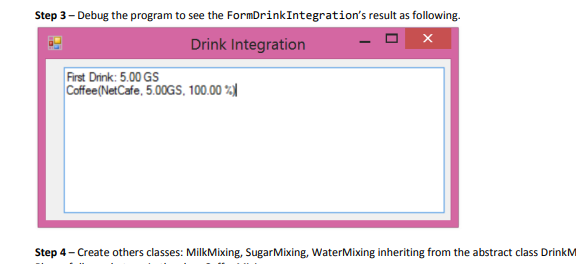 Step 3 – Debug the program to see the FormDrinkIntegration's result as following.
Drink Integration
First Drink: 5.00 GS
Coffee(NetCafe, 5.00GS, 100.00 %)
Step 4 – Create others classes: MilkMixing, SugarMixing, WaterMixing inheriting from the abstract class DrinkM